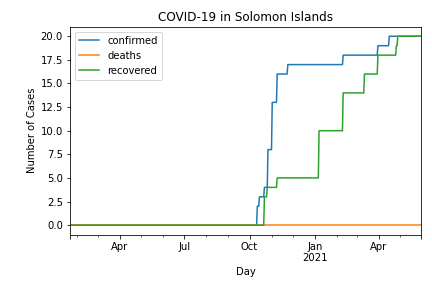 COVID-19 in Solomon Islands
confirmed
deaths
recovered
Number of Cases
20.0
17.5
15.0
12.5
10.0
7.5
5.0
2.5
0.0
Apr
Jul
Oct
Jan
2021
Apr
Day